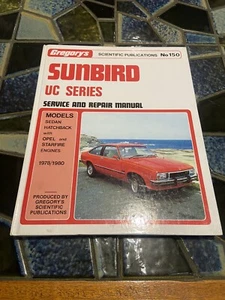 Gregory's
SCIENTIFIC PUBLICATIONS No 150
SUNBIRD
UC SERIES
SERVICE AND REPAIR MANUAL
MODELS
SEDAN
HATCHBACK
with
OPEL and
STARFIRE
ENGINES
1978/1980
PRODUCED BY
GREGORY'S
SCIENTIFIC
PUBLICATIONS